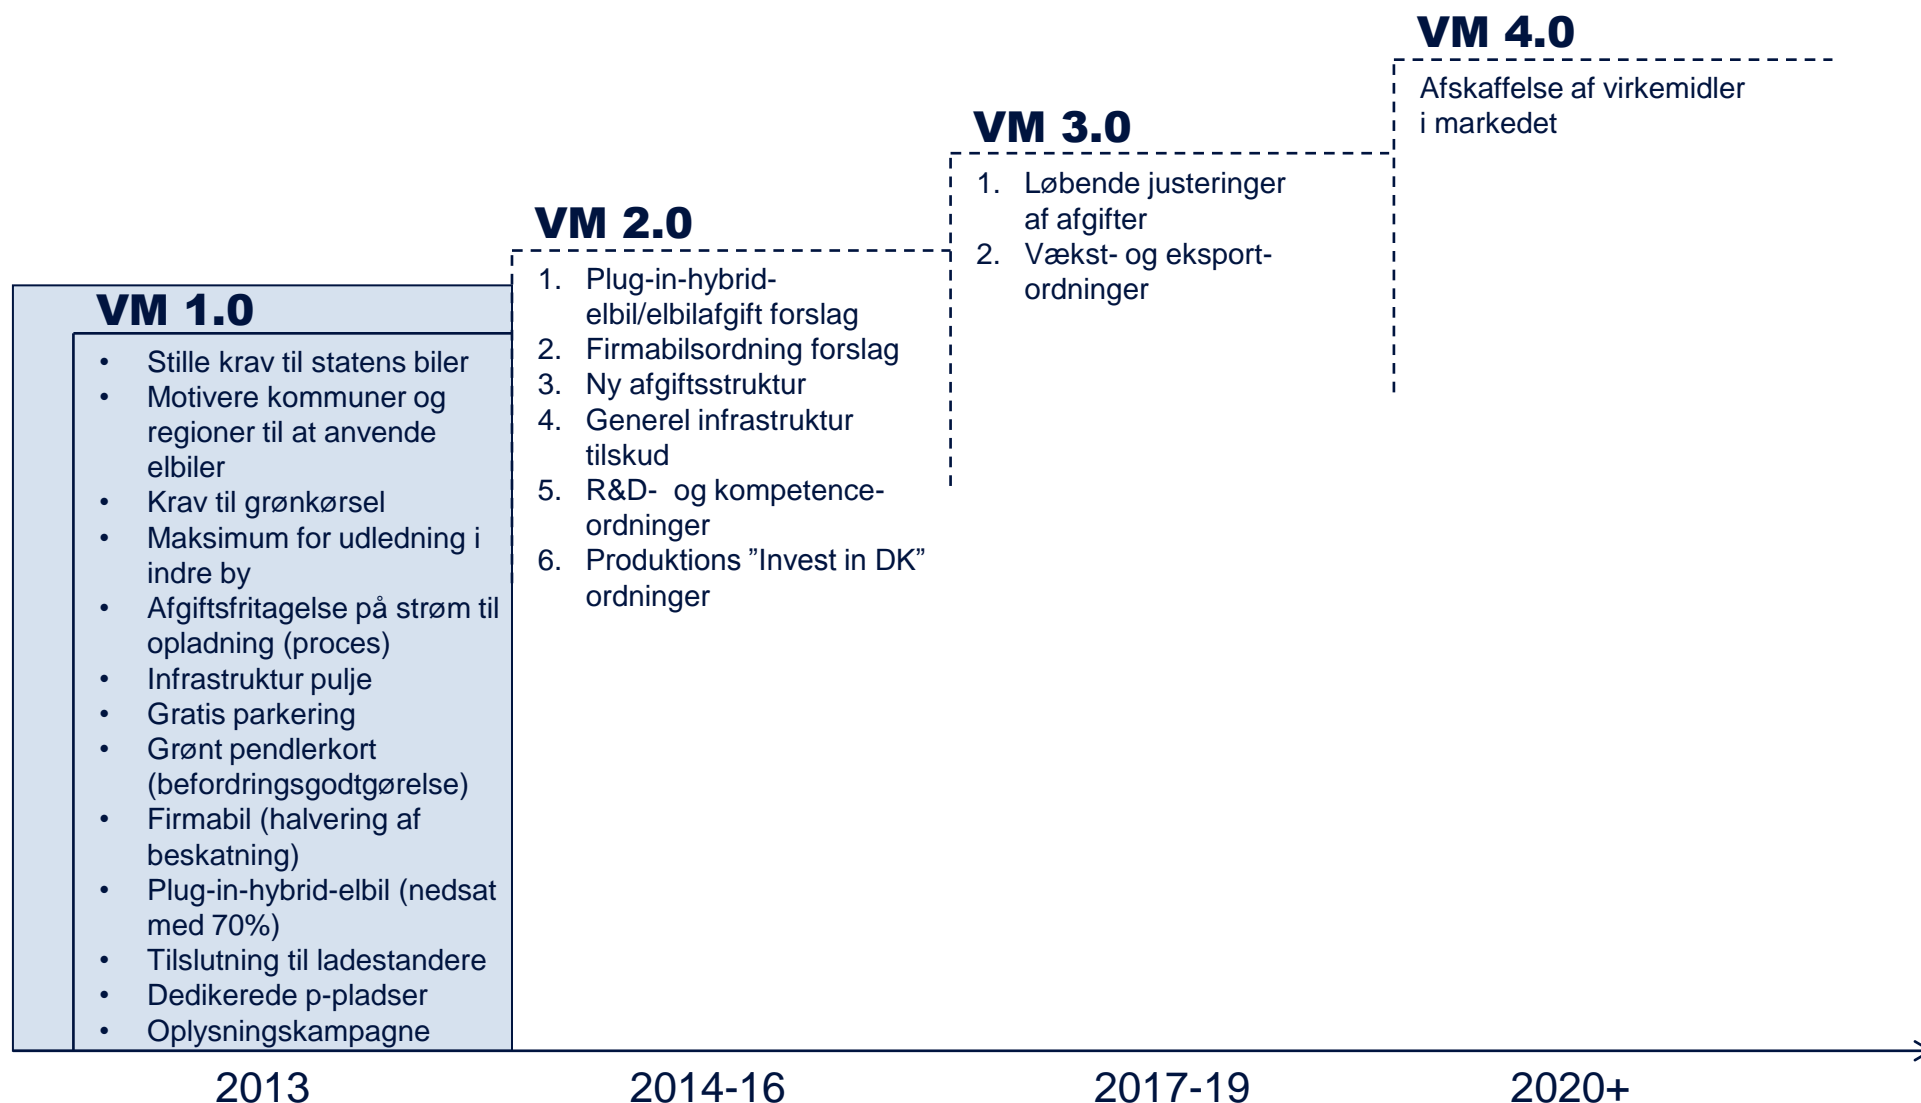 VM 1.0
• Stille krav til statens biler
• Motivere kommuner og
regioner til at anvende
elbiler
• Krav til grønkørsel
• Maksimum for udledning i
indre by
• Afgiftsfritagelse på strøm til
opladning (proces)
• Infrastruktur pulje
• Gratis parkering
• Grønt pendlerkort
(befordringsgodtgørelse)
• Firmabil (halvering af
beskatning)
• Plug-in-hybrid-elbil (nedsat
med 70%)
• Tilslutning til ladestandere
• Dedikerede p-pladser
• Oplysningskampagne
VM 2.0
1. Plug-in-hybrid-
elbil/elbilafgift forslag
2. Firmabilsordning forslag
3. Ny afgiftsstruktur
4. Generel infrastruktur
tilskud
5. R&D- og kompetence-
ordninger
6. Produktions ”Invest in DK”
ordninger
VM 3.0
1. Løbende justeringer
af afgifter
2. Vækst- og eksport-
ordninger
VM 4.0
Afskaffelse af virkemidler
i markedet
2013
2014-16
2017-19
2020+